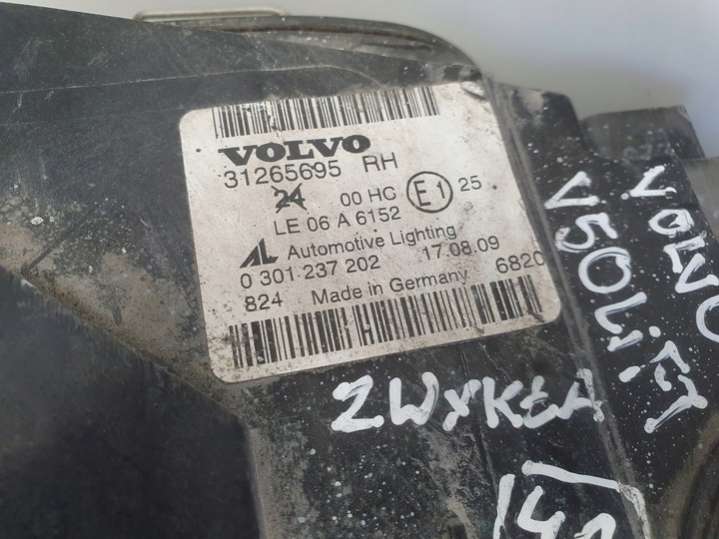 VOLVO
31265695 RH
24 00 HC E1 25
LE 06 A 6152
AL Automotive Lighting
0 301 237 202 17.08.09
824 Made in Germany 6820
VOLVO
V50 LIFT
ZWYKŁA